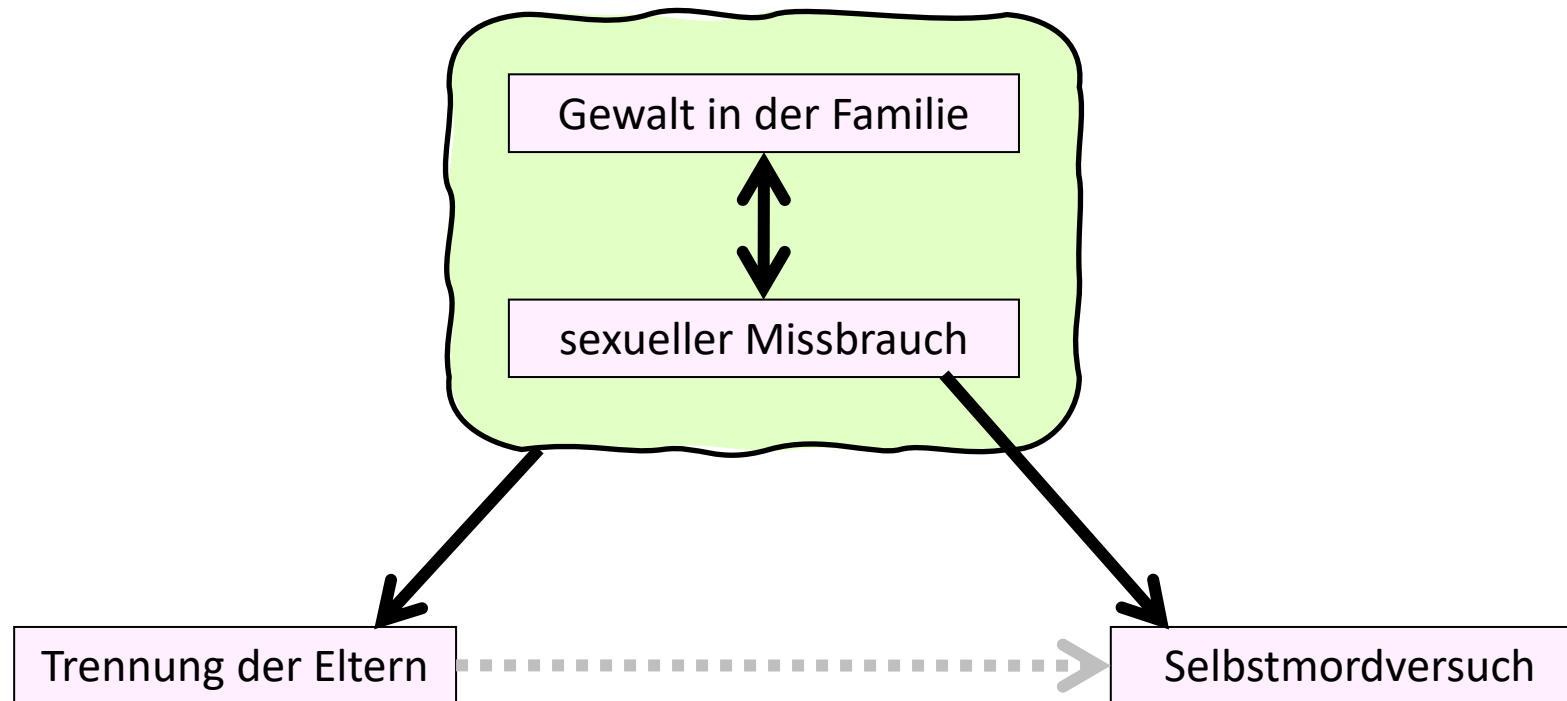 Gewalt in der Familie
sexueller Missbrauch
Trennung der Eltern
Selbstmordversuch